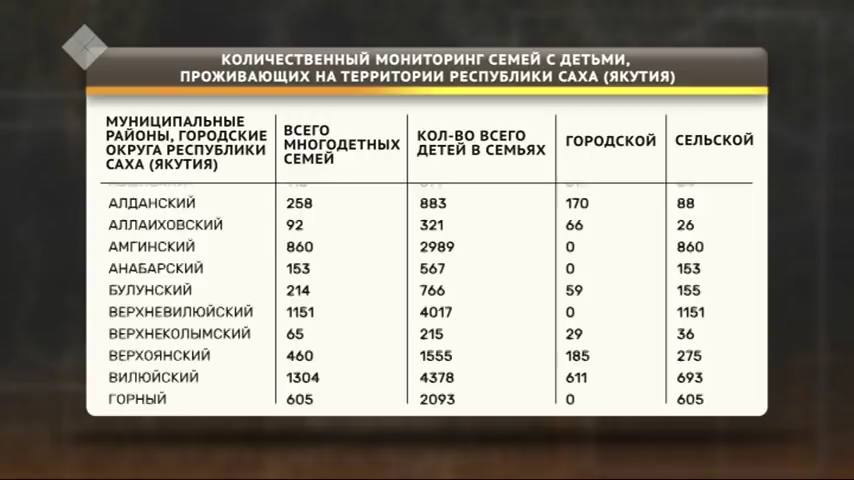 КОЛИЧЕСТВЕННЫЙ МОНИТОРИНГ СЕМЕЙ С ДЕТЬМИ,
ПРОЖИВАЮЩИХ НА ТЕРРИТОРИИ РЕСПУБЛИКИ САХА (ЯКУТИЯ)
МУНИЦИПАЛЬНЫЕ
РАЙОНЫ, ГОРОДСКИЕ
ОКРУГА РЕСПУБЛИКИ
САХА (ЯКУТИЯ)
ВСЕГО
МНОГОДЕТНЫХ
СЕМЕЙ
КОЛ-ВО ВСЕГО
ДЕТЕЙ В СЕМЬЯХ
ГОРОДСКОЙ
СЕЛЬСКОЙ
АЛДАНСКИЙ 258 883 170 88
АЛЛАИХОВСКИЙ 92 321 66 26
АМГИНСКИЙ 860 2989 0 860
АНАБАРСКИЙ 153 567 0 153
БУЛУНСКИЙ 214 766 59 155
ВЕРХНЕВИЛЮЙСКИЙ 1151 4017 0 1151
ВЕРХНЕКОЛЫМСКИЙ 65 215 29 36
ВЕРХОЯНСКИЙ 460 1555 185 275
ВИЛЮЙСКИЙ 1304 4378 611 693
ГОРНЫЙ 605 2093 0 605